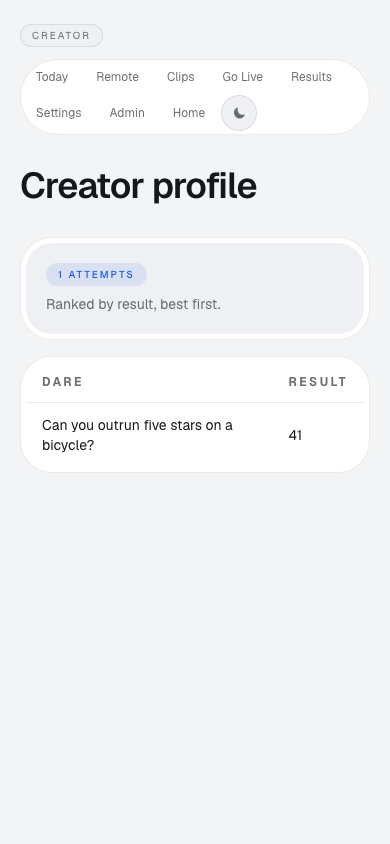 CREATOR
Today Remote Clips Go Live Results
Settings Admin Home
Creator profile
1 ATTEMPTS
Ranked by result, best first.
DARE RESULT
Can you outrun five stars on a
bicycle?
41